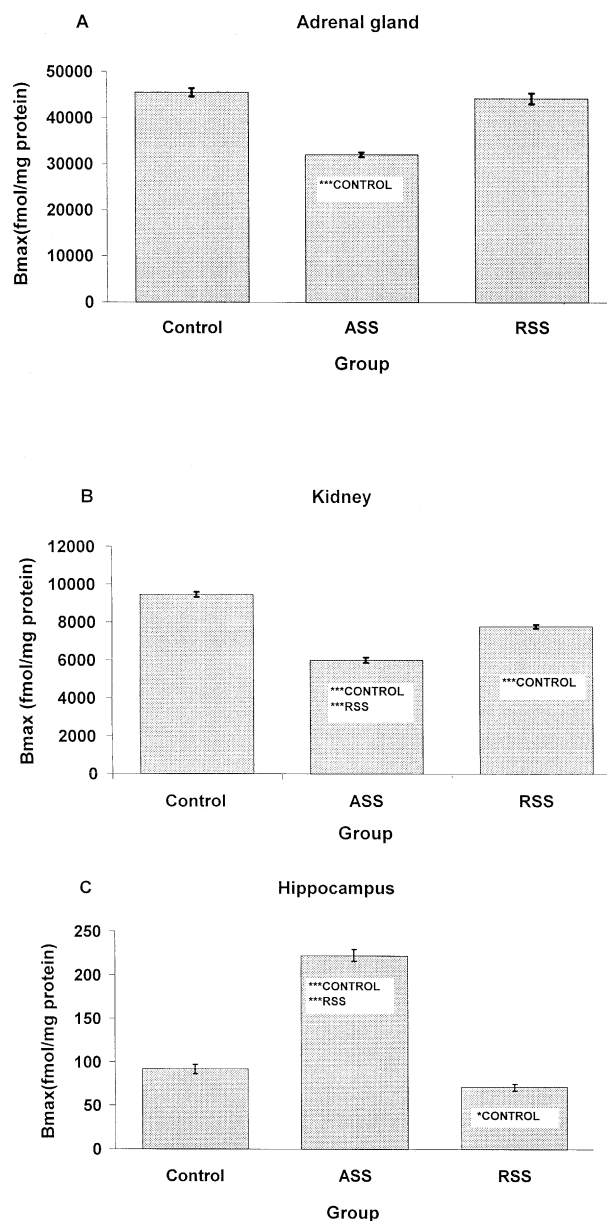 A Adrenal gland
Bmax(fmol/mg protein)
50000
40000
30000
20000
10000
0
***CONTROL
Control ASS RSS
Group
B Kidney
Bmax (fmol/mg protein)
12000
10000
8000
6000
4000
2000
0
***CONTROL
***RSS
***CONTROL
Control ASS RSS
Group
C Hippocampus
Bmax(fmol/mg protein)
250
200
150
100
50
0
***CONTROL
***RSS
*CONTROL
Control ASS RSS
Group